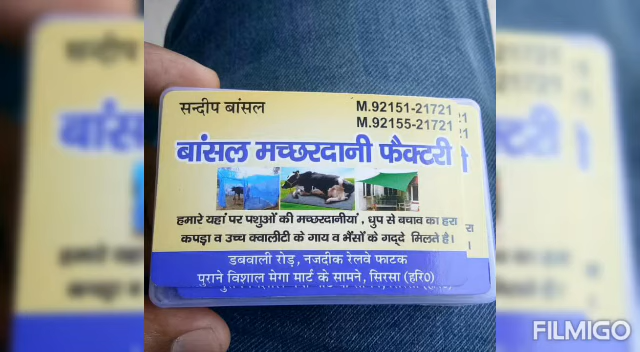 सन्दीप बांसल
M.92151-21721
M.92155-21721
बांसल मच्छरदानी फैक्टरी
हमारे यहां पर पशुओं की मच्छरदानीयां , धुप से बचाव का हरा
कपड़ा व उच्च क्वालीटी के गाय व भैंसों के गद्दे मिलते है।
डबवाली रोड़, नजदीक रेलवे फाटक
पुराने विशाल मेगा मार्ट के सामने, सिरसा (हरि0)
FILMIGO